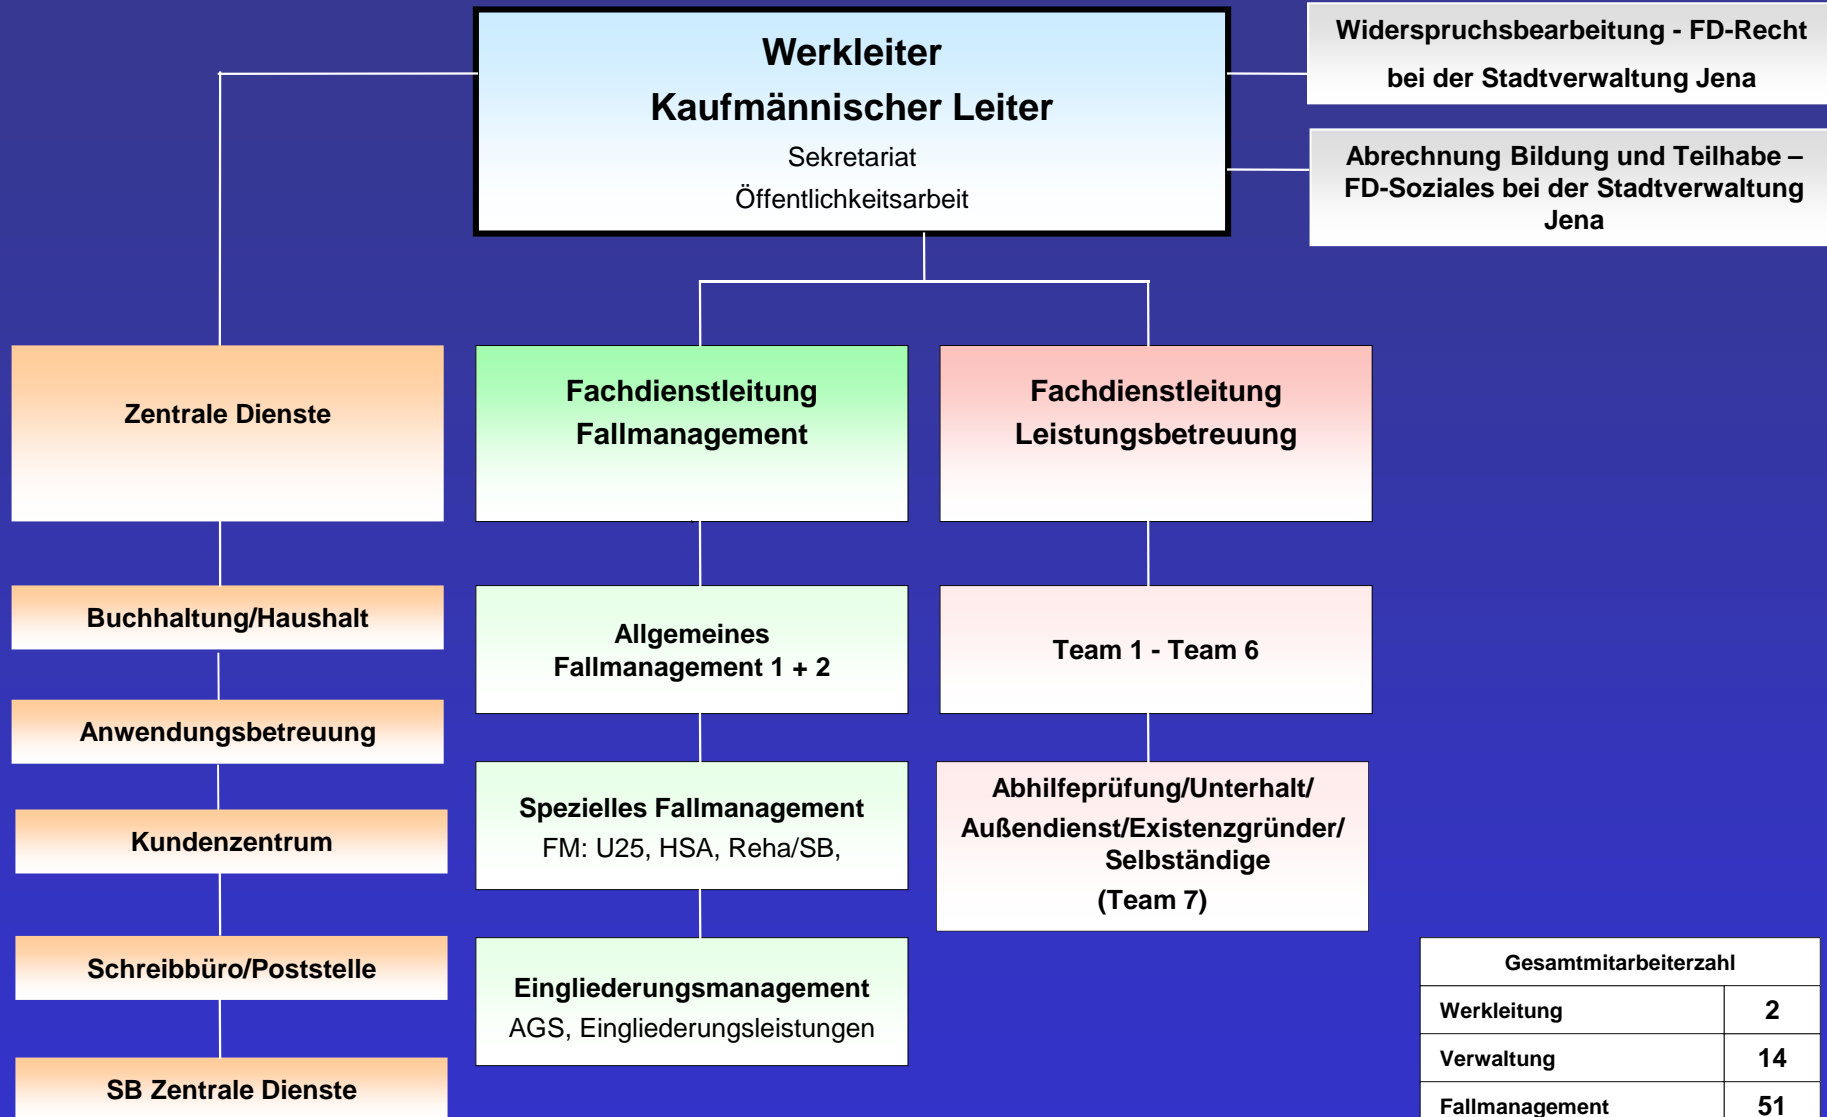 Werkleiter
Kaufmännischer Leiter
Sekretariat
Öffentlichkeitsarbeit
Widerspruchsbearbeitung - FD-Recht
bei der Stadtverwaltung Jena
Abrechnung Bildung und Teilhabe –
FD-Soziales bei der Stadtverwaltung
Jena
Zentrale Dienste
Buchhaltung/Haushalt
Anwendungsbetreuung
Kundenzentrum
Schreibbüro/Poststelle
SB Zentrale Dienste
Fachdienstleitung
Fallmanagement
Allgemeines
Fallmanagement 1 + 2
Spezielles Fallmanagement
FM: U25, HSA, Reha/SB,
Eingliederungsmanagement
AGS, Eingliederungsleistungen
Fachdienstleitung
Leistungsbetreuung
Team 1 - Team 6
Abhilfeprüfung/Unterhalt/
Außendienst/Existenzgründer/
Selbständige
(Team 7)
Gesamtmitarbeiterzahl
Werkleitung 2
Verwaltung 14
Fallmanagement 51